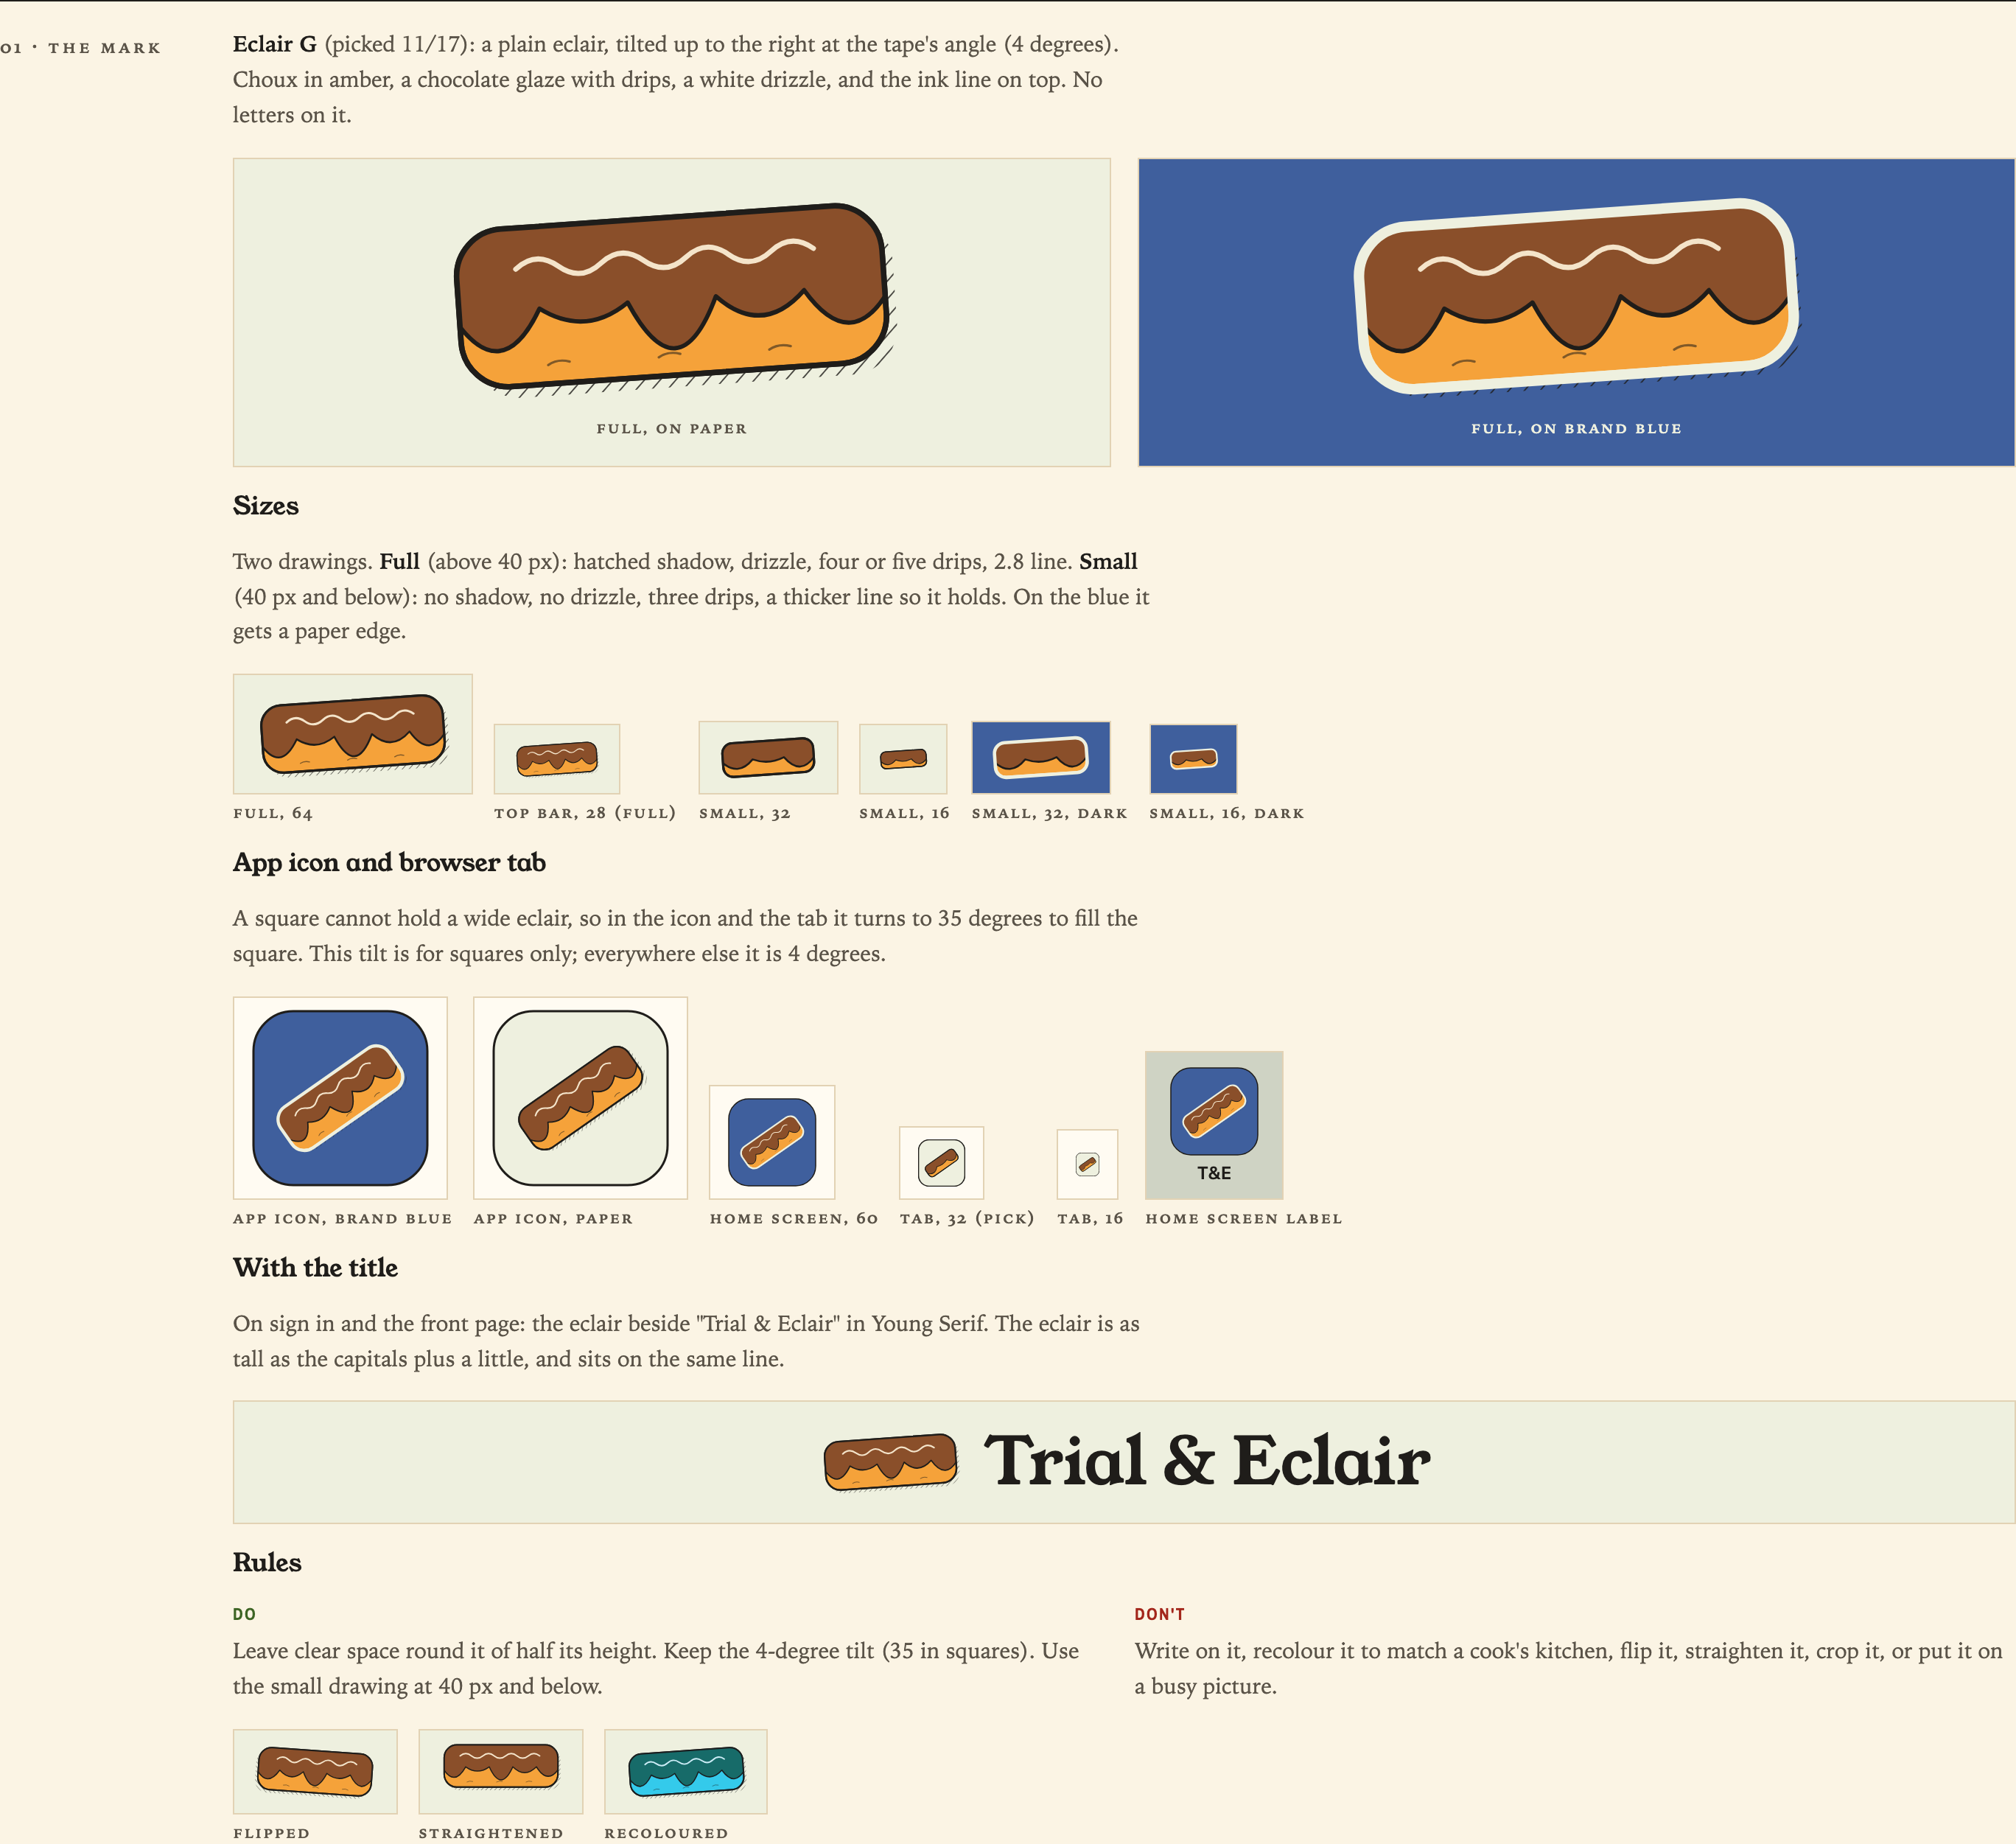 01 · THE MARK
Eclair G (picked 11/17): a plain eclair, tilted up to the right at the tape's angle (4 degrees).
Choux in amber, a chocolate glaze with drips, a white drizzle, and the ink line on top. No
letters on it.
FULL, ON PAPER
FULL, ON BRAND BLUE
Sizes
Two drawings. Full (above 40 px): hatched shadow, drizzle, four or five drips, 2.8 line. Small
(40 px and below): no shadow, no drizzle, three drips, a thicker line so it holds. On the blue it
gets a paper edge.
FULL, 64
TOP BAR, 28 (FULL)
SMALL, 32
SMALL, 16
SMALL, 32, DARK
SMALL, 16, DARK
App icon and browser tab
A square cannot hold a wide eclair, so in the icon and the tab it turns to 35 degrees to fill the
square. This tilt is for squares only; everywhere else it is 4 degrees.
T&E
APP ICON, BRAND BLUE
APP ICON, PAPER
HOME SCREEN, 60
TAB, 32 (PICK)
TAB, 16
HOME SCREEN LABEL
With the title
On sign in and the front page: the eclair beside "Trial & Eclair" in Young Serif. The eclair is as
tall as the capitals plus a little, and sits on the same line.
Trial & Eclair
Rules
DO
Leave clear space round it of half its height. Keep the 4-degree tilt (35 in squares). Use
the small drawing at 40 px and below.
DON'T
Write on it, recolour it to match a cook's kitchen, flip it, straighten it, crop it, or put it on
a busy picture.
FLIPPED
STRAIGHTENED
RECOLOURED